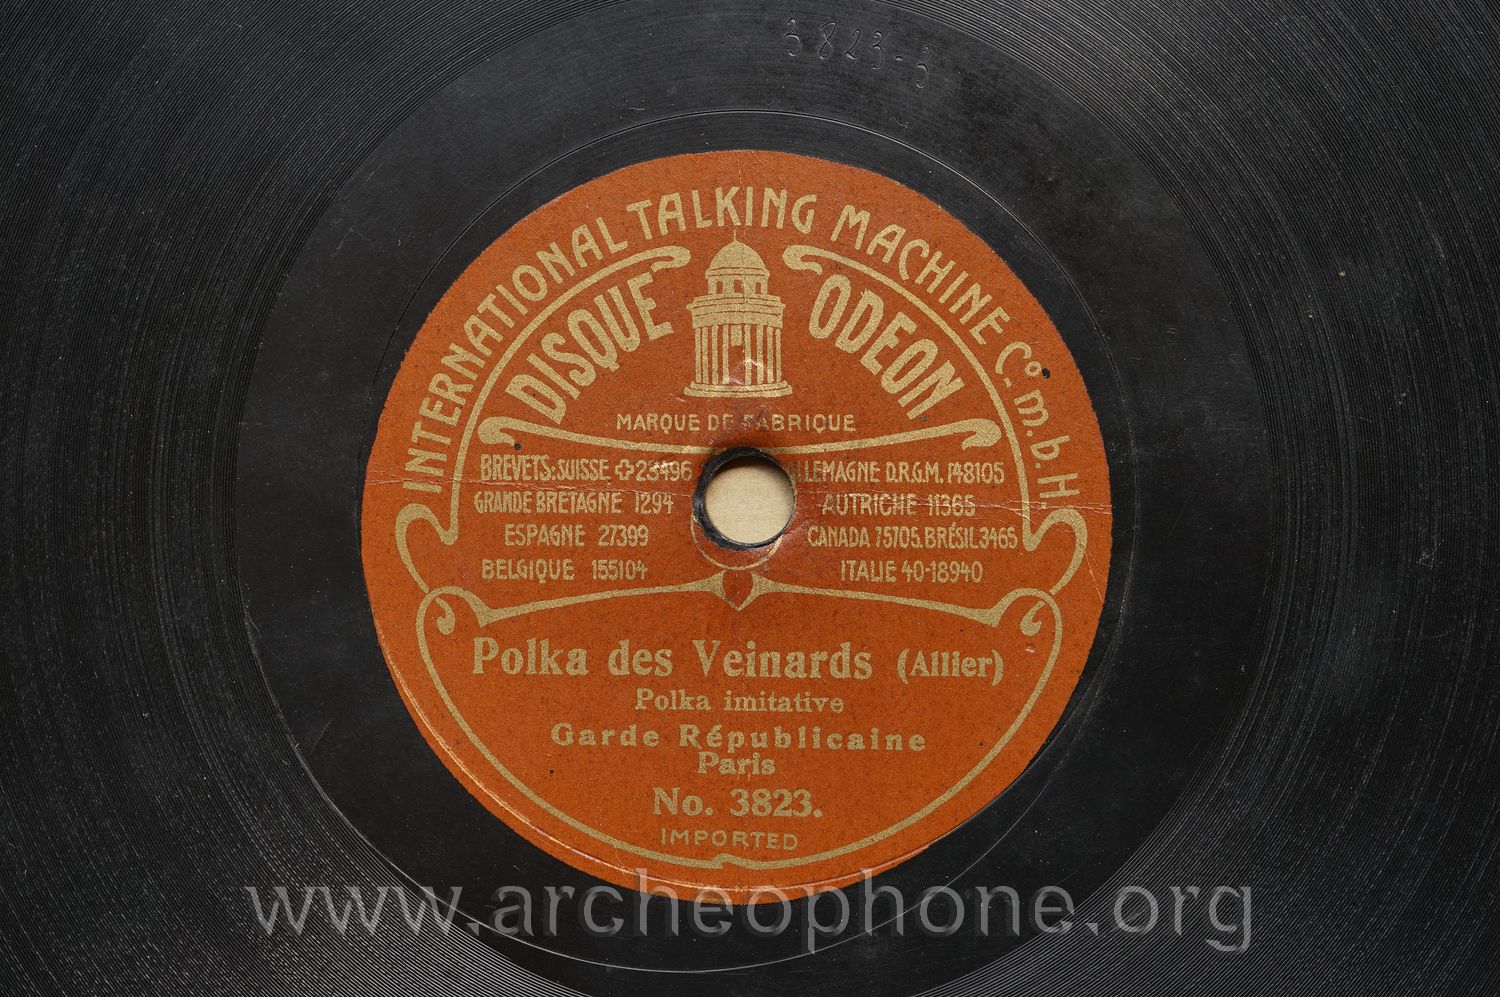 3823-3
INTERNATIONAL TALKING MACHINE Co. m.b.H.
DISQUE ODEON
MARQUE DE FABRIQUE
BREVETS: SUISSE 23496 ALLEMAGNE D.R.G.M. 148105
GRANDE BRETAGNE 1294 AUTRICHE 11365
ESPAGNE 27399 CANADA 75705. BRÉSIL 3465
BELGIQUE 155104 ITALIE 40-18940
Polka des Veinards (Allier)
Polka imitative
Garde Républicaine
Paris
No. 3823.
IMPORTED
www.archeophone.org